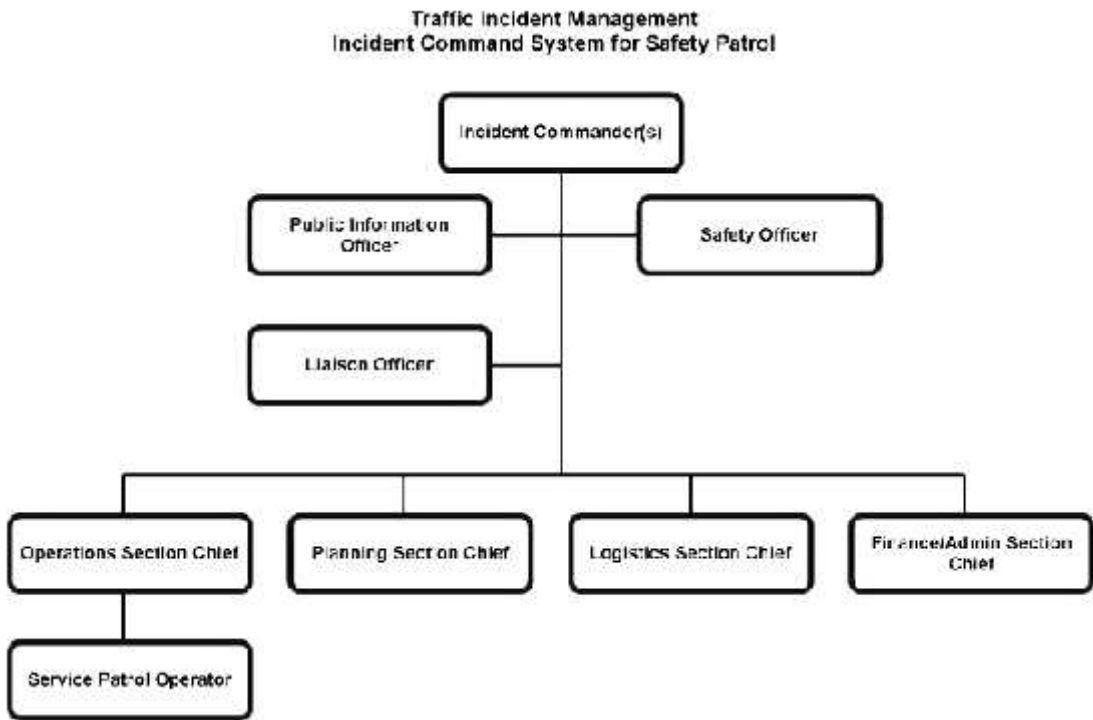 Traffic Incident Management
Incident Command System for Safety Patrol
Incident Commander(s)
Public Information
Officer
Safety Officer
Liaison Officer
Operations Section Chief
Planning Section Chief
Logistics Section Chief
Finance/Admin Section
Chief
Service Patrol Operator